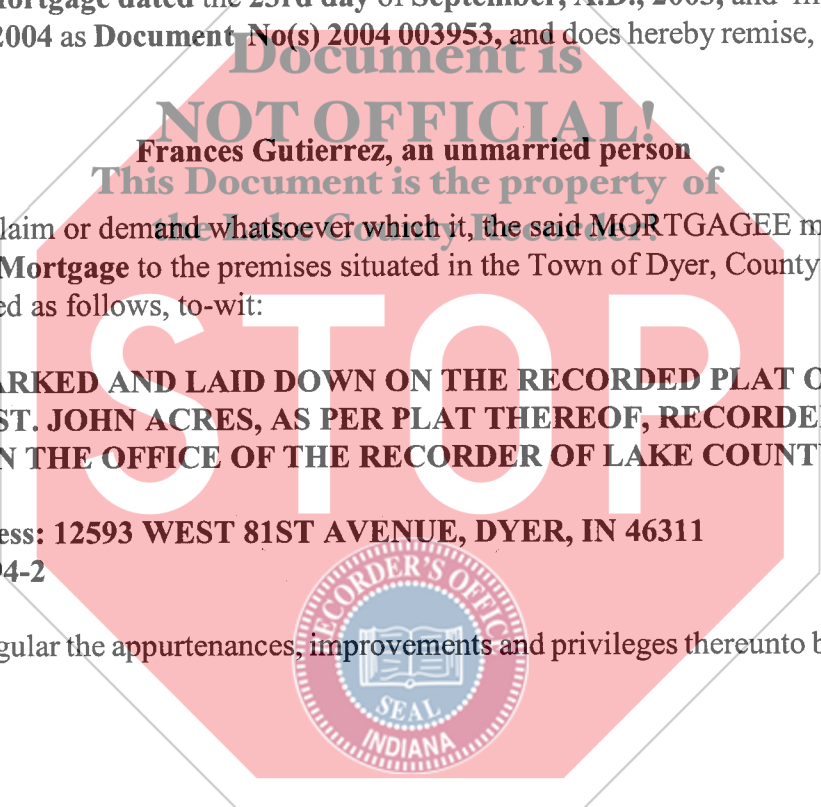 ortgage dated the 23rd day of September, A.D., 2003, and
2004 as Document No(s) 2004 003953, and does hereby remise,
Document is
NOT OFFICIAL!
Frances Gutierrez, an unmarried person
This Document is the property of
the Lake County Recorder!
laim or demand whatsoever which it, the said MORTGAGEE m
Mortgage to the premises situated in the Town of Dyer, County
ed as follows, to-wit:
STOP
ARKED AND LAID DOWN ON THE RECORDED PLAT O
ST. JOHN ACRES, AS PER PLAT THEREOF, RECORDE
N THE OFFICE OF THE RECORDER OF LAKE COUNTY
ess: 12593 WEST 81ST AVENUE, DYER, IN 46311
94-2
RECORDER'S OFFICE
gular the appurtenances, improvements and privileges thereunto b
SEAL
INDIANA